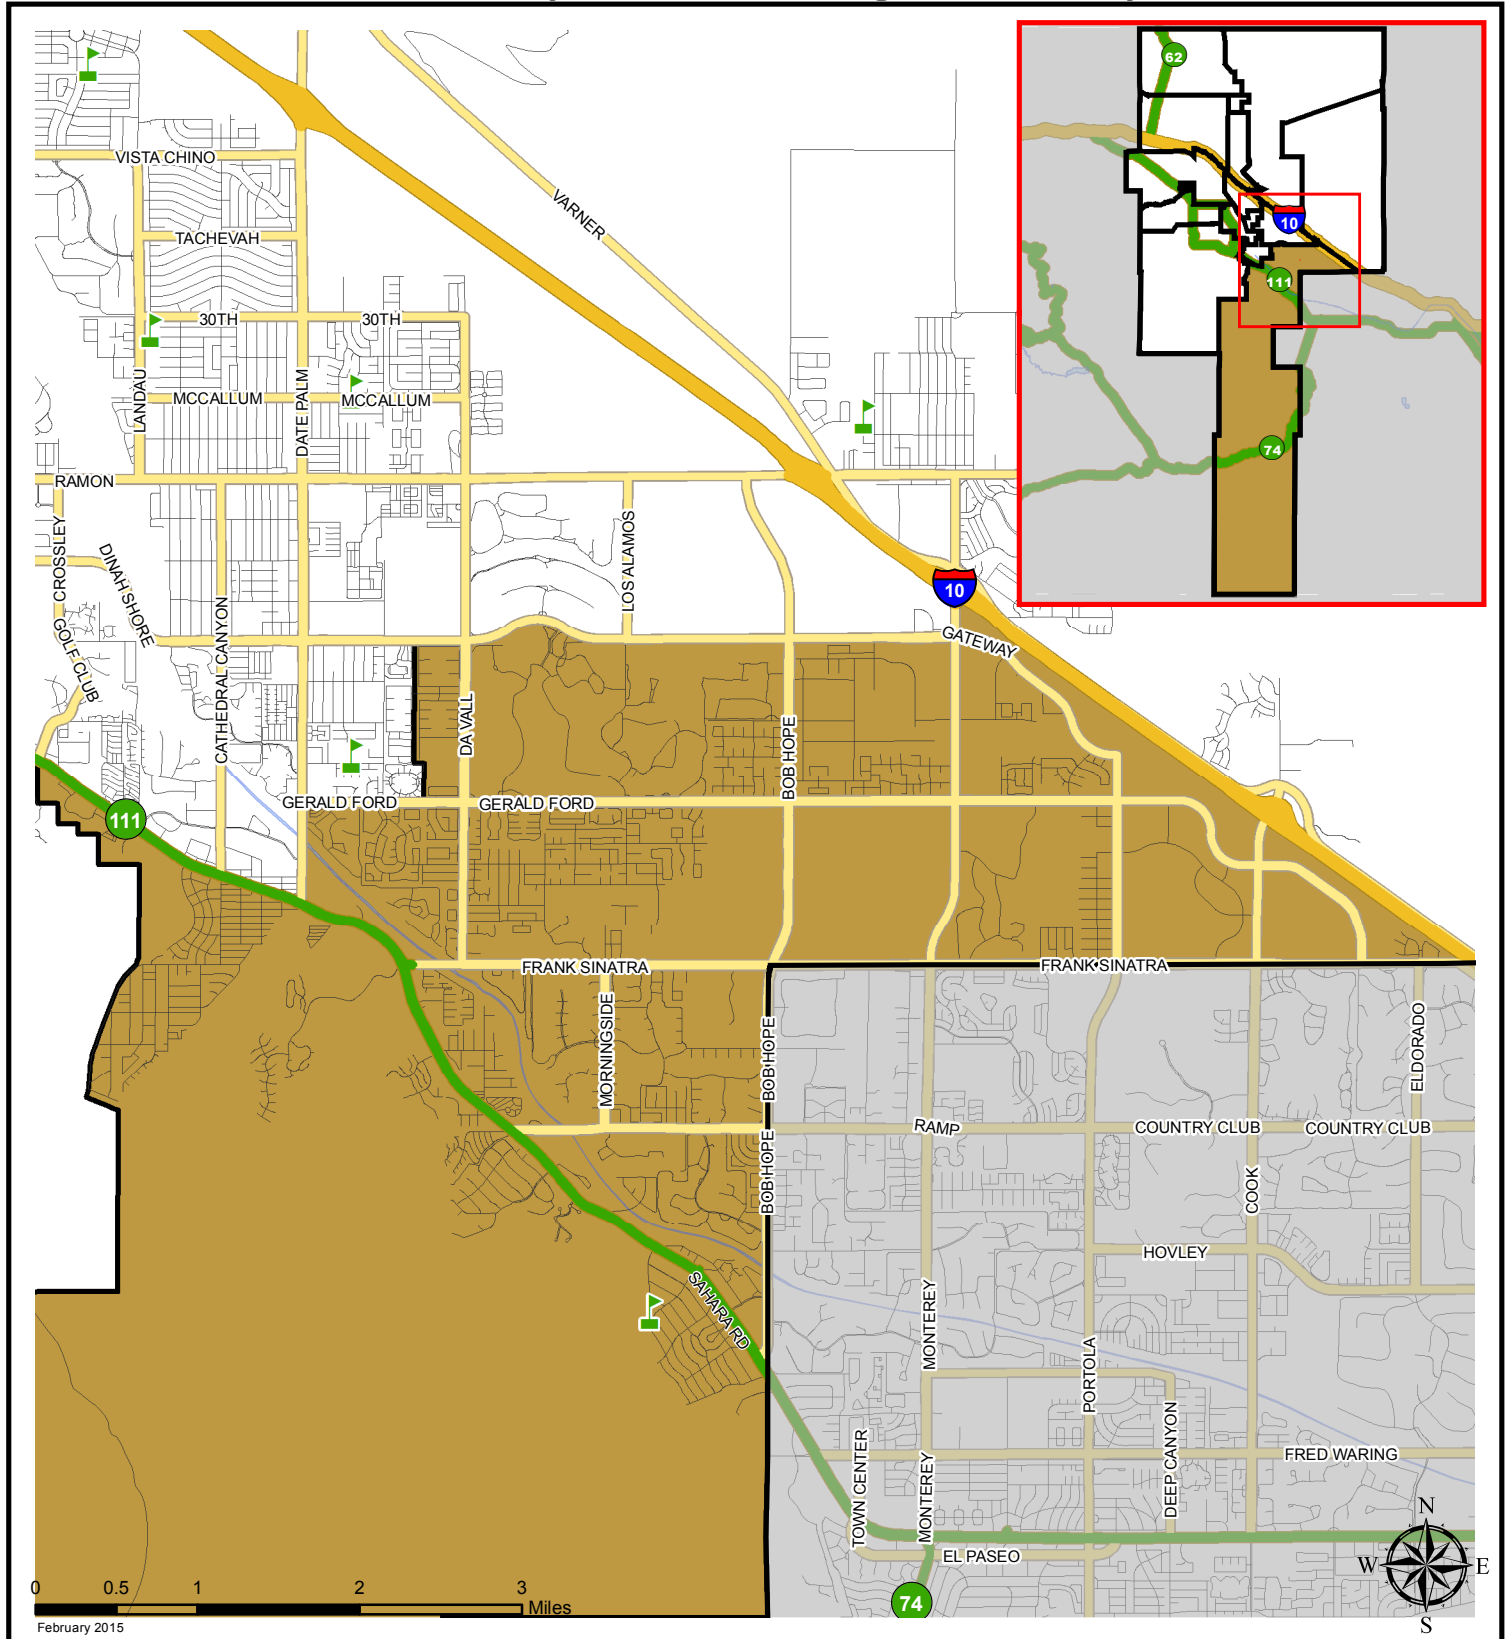 62
VISTA CHINO
VARNER
TACHEVAH
10
111
30TH
30TH
LANDAU
MCCALLUM
DATE PALM
MCCALLUM
74
RAMON
CROSSLEY
DINAH SHORE
LOS ALAMOS
10
GOLF CLUB
CATHEDRAL CANYON
GATEWAY
DA VALL
BOB HOPE
GERALD FORD
GERALD FORD
111
FRANK SINATRA
FRANK SINATRA
MORNINGSIDE
BOB HOPE
ELDORADO
RAMP
COUNTRY CLUB
COUNTRY CLUB
BOB HOPE
COOK
HOVLEY
SAHARA RD
MONTEREY
PORTOLA
DEEP CANYON
TOWN CENTER
MONTEREY
FRED WARING
N
W
E
S
EL PASEO
74
0 0.5 1 2 3
Miles
February 2015